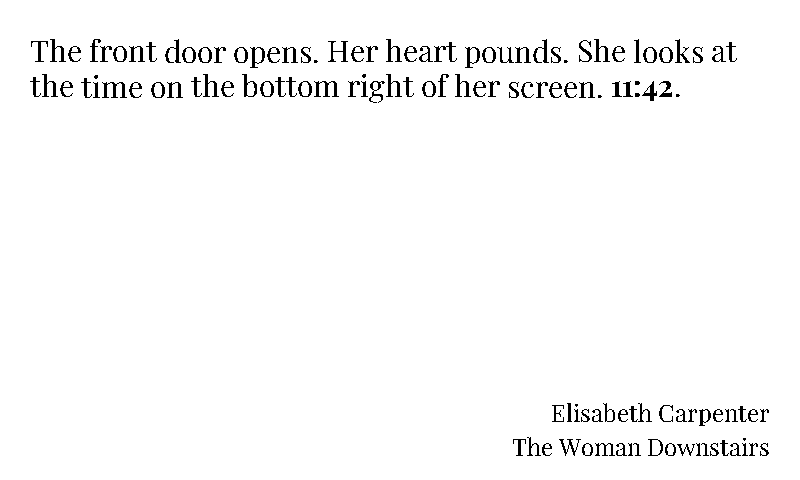 The front door opens. Her heart pounds. She looks at
the time on the bottom right of her screen. 11:42.
Elisabeth Carpenter
The Woman Downstairs